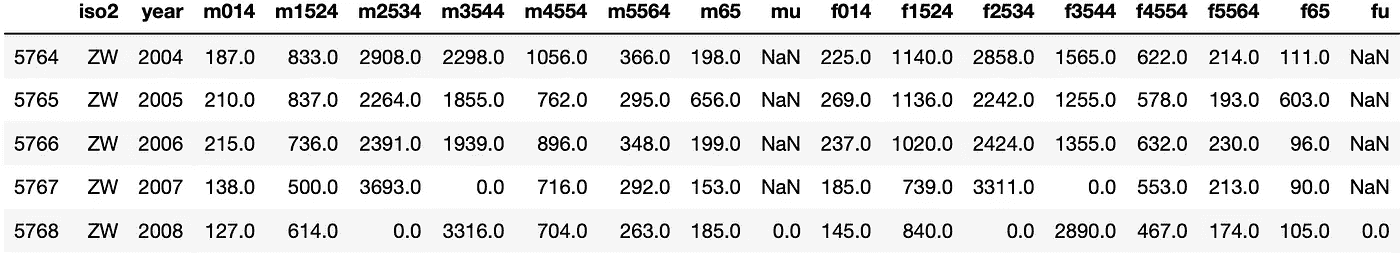 iso2 year m014 m1524 m2534 m3544 m4554 m5564 m65 mu f014 f1524 f2534 f3544 f4554 f5564 f65 fu
5764 ZW 2004 187.0 833.0 2908.0 2298.0 1056.0 366.0 198.0 NaN 225.0 1140.0 2858.0 1565.0 622.0 214.0 111.0 NaN
5765 ZW 2005 210.0 837.0 2264.0 1855.0 762.0 295.0 656.0 NaN 269.0 1136.0 2242.0 1255.0 578.0 193.0 603.0 NaN
5766 ZW 2006 215.0 736.0 2391.0 1939.0 896.0 348.0 199.0 NaN 237.0 1020.0 2424.0 1355.0 632.0 230.0 96.0 NaN
5767 ZW 2007 138.0 500.0 3693.0 0.0 716.0 292.0 153.0 NaN 185.0 739.0 3311.0 0.0 553.0 213.0 90.0 NaN
5768 ZW 2008 127.0 614.0 0.0 3316.0 704.0 263.0 185.0 0.0 145.0 840.0 0.0 2890.0 467.0 174.0 105.0 0.0